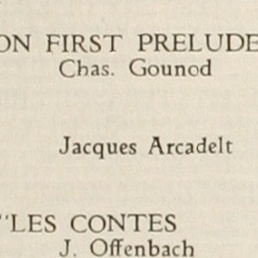 ON FIRST PRELUDE
Chas. Gounod
Jacques Arcadelt
"LES CONTES
J. Offenbach